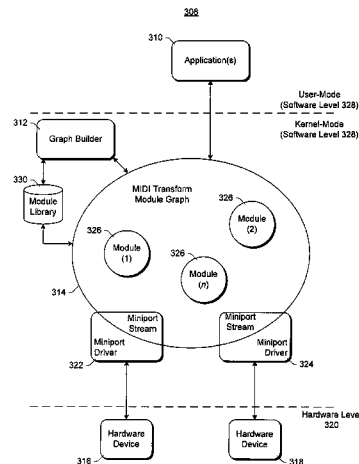 308
310
Application(s)
User-Mode
(Software Level 328)
Kernel-Mode
(Software Level 328)
312
Graph Builder
330
Module
Library
MIDI Transform
Module Graph
326
Module
(2)
326
Module
(1)
326
Module
(n)
314
Miniport
Stream
Miniport
Driver
322
Miniport
Stream
Miniport
Driver
324
Hardware Leve
320
Hardware
Device
316
Hardware
Device
318